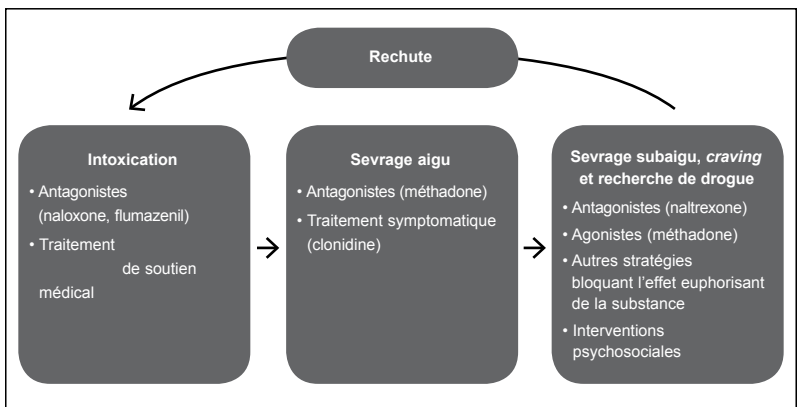 Rechute
Intoxication
• Antagonistes
(naloxone, flumazenil)
• Traitement
de soutien
médical
Sevrage aigu
• Antagonistes (méthadone)
• Traitement symptomatique
(clonidine)
Sevrage subaigu, craving
et recherche de drogue
• Antagonistes (naltrexone)
• Agonistes (méthadone)
• Autres stratégies
bloquant l’effet euphorisant
de la substance
• Interventions
psychosociales